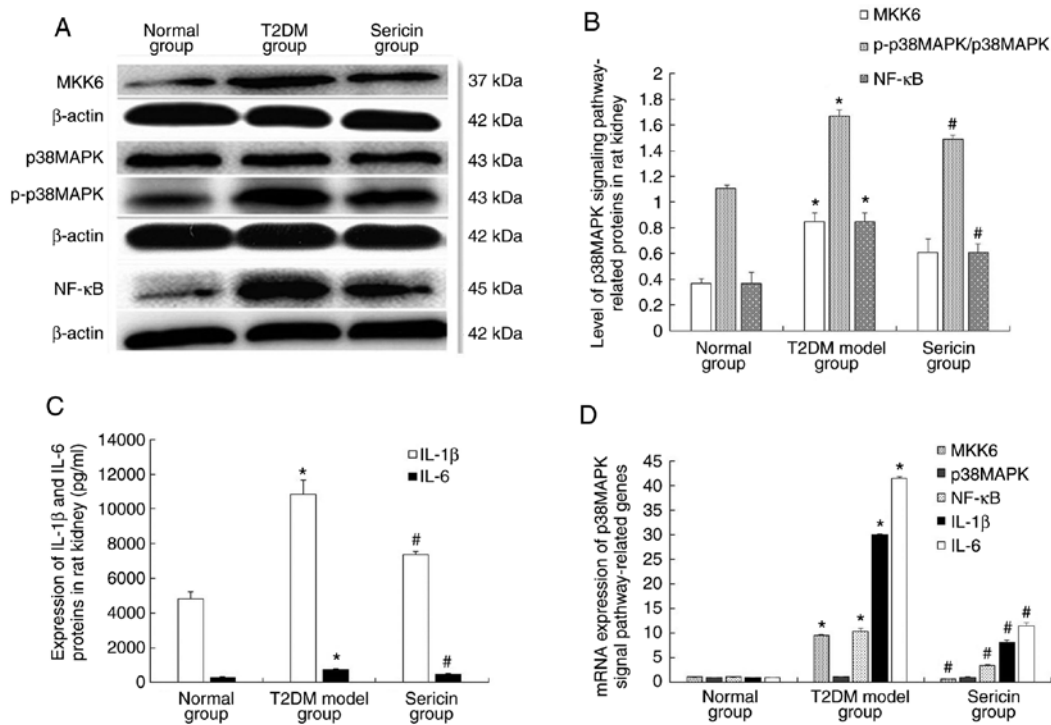 A
Normal group
T2DM group
Sericin group
MKK6
37 kDa
β-actin
42 kDa
p38MAPK
43 kDa
p-p38MAPK
43 kDa
β-actin
42 kDa
NF-κB
45 kDa
β-actin
42 kDa
B
MKK6
p-p38MAPK/p38MAPK
NF-κB
Level of p38MAPK signaling pathway-
related proteins in rat kidney
2
1.8
1.6
1.4
1.2
1
0.8
0.6
0.4
0.2
0
*
*
*
#
#
Normal
group
T2DM model
group
Sericin
group
C
Expression of IL-1β and IL-6
proteins in rat kidney (pg/ml)
14000
12000
10000
8000
6000
4000
2000
0
IL-1β
IL-6
*
*
#
#
Normal
group
T2DM model
group
Sericin
group
D
MKK6
p38MAPK
NF-κB
IL-1β
IL-6
mRNA expression of p38MAPK
signal pathway-related genes
45
40
35
30
25
20
15
10
5
0
*
*
*
*
#
#
#
#
Normal
group
T2DM model
group
Sericin
group